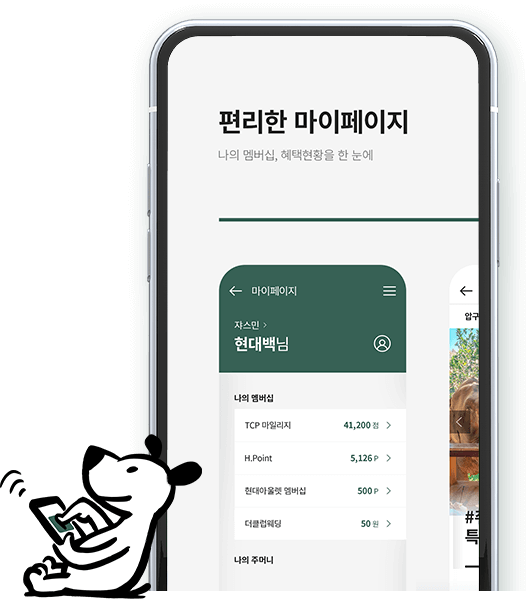 편리한 마이페이지
나의 멤버십, 혜택현황을 한 눈에
마이페이지
자스민 >
현대백님
나의 멤버십
TCP 마일리지 41,200 점
H.Point 5,126 P
현대아울렛 멤버십 500 P
더클럽웨딩 50 원
나의 주머니
압구
특